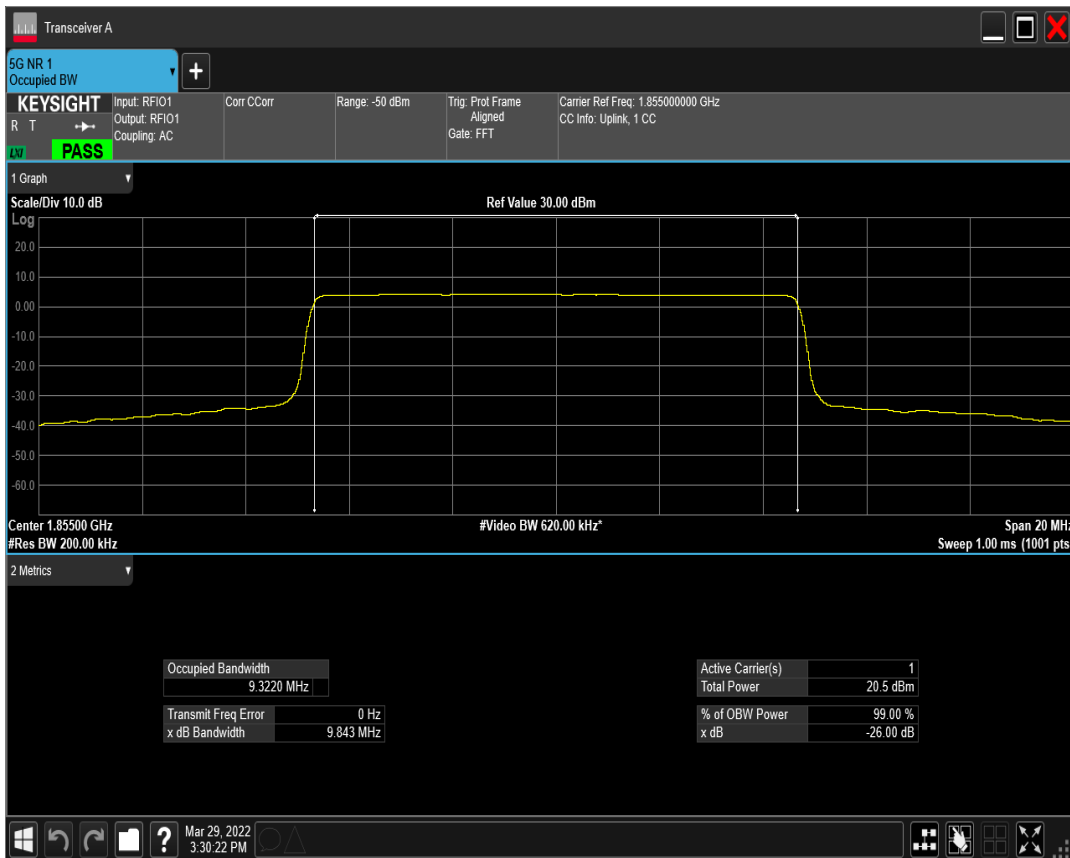 Transceiver A
5G NR 1
Occupied BW
+
KEYSIGHT
R T
LXI
PASS
Input: RFIO1
Output: RFIO1
Coupling: AC
Corr CCorr
Range: -50 dBm
Trig: Prot Frame
Aligned
Gate: FFT
Carrier Ref Freq: 1.855000000 GHz
CC Info: Uplink, 1 CC
1 Graph
Scale/Div 10.0 dB
Ref Value 30.00 dBm
Log
20.0
10.0
0.00
-10.0
-20.0
-30.0
-40.0
-50.0
-60.0
Center 1.85500 GHz
#Video BW 620.00 kHz*
Span 20 MHz
#Res BW 200.00 kHz
Sweep 1.00 ms (1001 pts
2 Metrics
Occupied Bandwidth
9.3220 MHz
Transmit Freq Error 0 Hz
x dB Bandwidth 9.843 MHz
Active Carrier(s) 1
Total Power 20.5 dBm
% of OBW Power 99.00 %
x dB -26.00 dB
?
Mar 29, 2022
3:30:22 PM